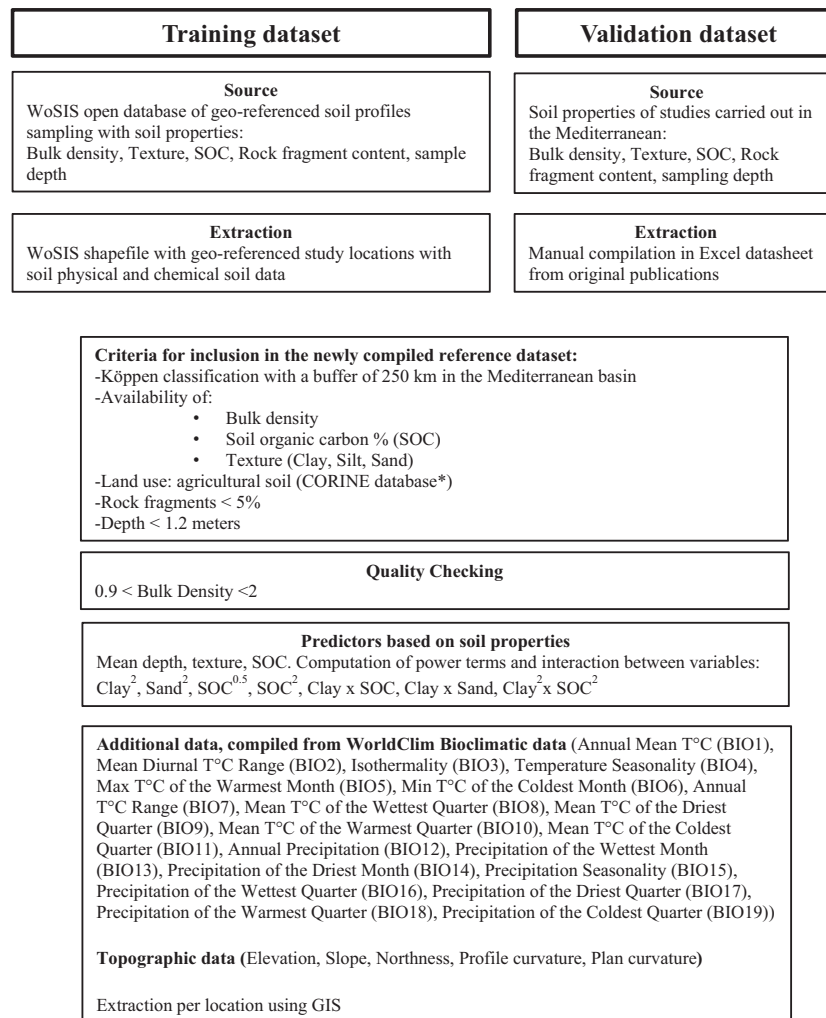 Training dataset
Validation dataset
Source
WoSIS open database of geo-referenced soil profiles
sampling with soil properties:
Bulk density, Texture, SOC, Rock fragment content, sample
depth
Source
Soil properties of studies carried out in
the Mediterranean:
Bulk density, Texture, SOC, Rock
fragment content, sampling depth
Extraction
WoSIS shapefile with geo-referenced study locations with
soil physical and chemical soil data
Extraction
Manual compilation in Excel datasheet
from original publications
Criteria for inclusion in the newly compiled reference dataset:
-Köppen classification with a buffer of 250 km in the Mediterranean basin
-Availability of:
• Bulk density
• Soil organic carbon % (SOC)
• Texture (Clay, Silt, Sand)
-Land use: agricultural soil (CORINE database*)
-Rock fragments < 5%
-Depth < 1.2 meters
Quality Checking
0.9 < Bulk Density <2
Predictors based on soil properties
Mean depth, texture, SOC. Computation of power terms and interaction between variables:
Clay², Sand², SOC⁰·⁵, SOC², Clay x SOC, Clay x Sand, Clay²x SOC²
Additional data, compiled from WorldClim Bioclimatic data (Annual Mean T°C (BIO1),
Mean Diurnal T°C Range (BIO2), Isothermality (BIO3), Temperature Seasonality (BIO4),
Max T°C of the Warmest Month (BIO5), Min T°C of the Coldest Month (BIO6), Annual
T°C Range (BIO7), Mean T°C of the Wettest Quarter (BIO8), Mean T°C of the Driest
Quarter (BIO9), Mean T°C of the Warmest Quarter (BIO10), Mean T°C of the Coldest
Quarter (BIO11), Annual Precipitation (BIO12), Precipitation of the Wettest Month
(BIO13), Precipitation of the Driest Month (BIO14), Precipitation Seasonality (BIO15),
Precipitation of the Wettest Quarter (BIO16), Precipitation of the Driest Quarter (BIO17),
Precipitation of the Warmest Quarter (BIO18), Precipitation of the Coldest Quarter (BIO19))
Topographic data (Elevation, Slope, Northness, Profile curvature, Plan curvature)
Extraction per location using GIS